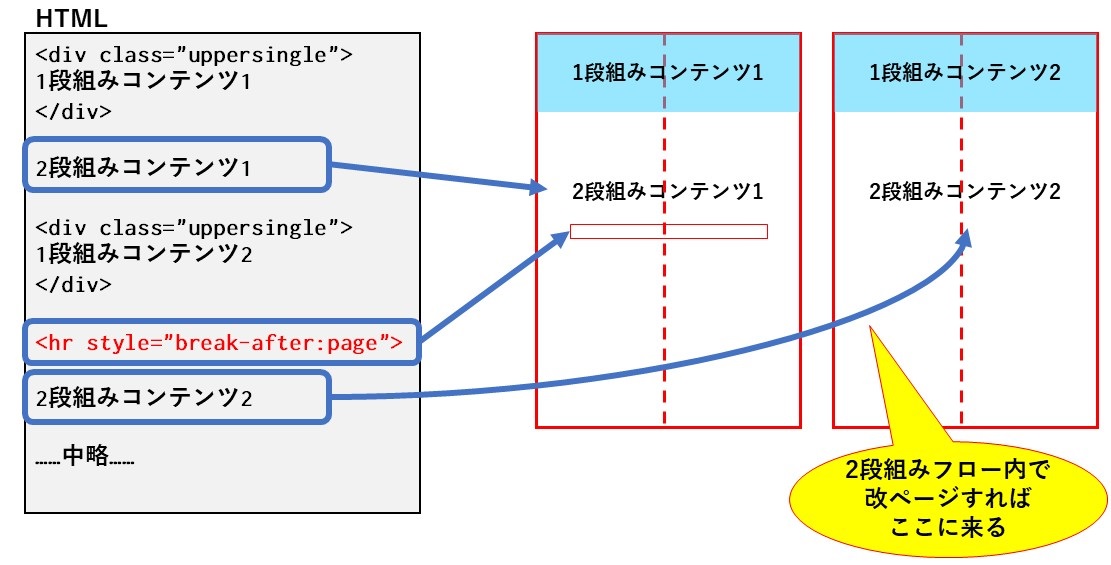 HTML
<div class="uppersingle">
1段組みコンテンツ1
</div>
2段組みコンテンツ1
<div class="uppersingle">
1段組みコンテンツ2
</div>
<hr style="break-after:page">
2段組みコンテンツ2
……中略……
1段組みコンテンツ1
2段組みコンテンツ1
1段組みコンテンツ2
2段組みコンテンツ2
2段組みフロー内で
改ページすれば
ここに来る